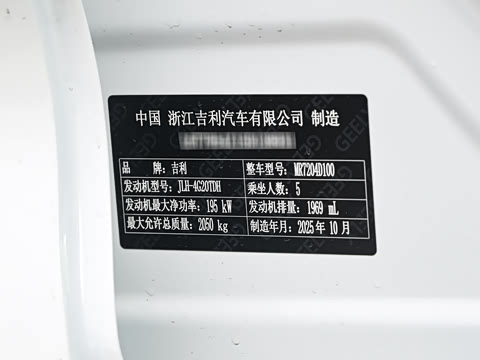 中国 浙江吉利汽车有限公司 制造
品 牌：吉利 整车型号：MR7204D100
发动机型号：JLH-4G20TDH 乘坐人数：5
发动机最大净功率：195 kW 发动机排量：1969 mL
最大允许总质量：2050 kg 制造年月：2025 年 10 月